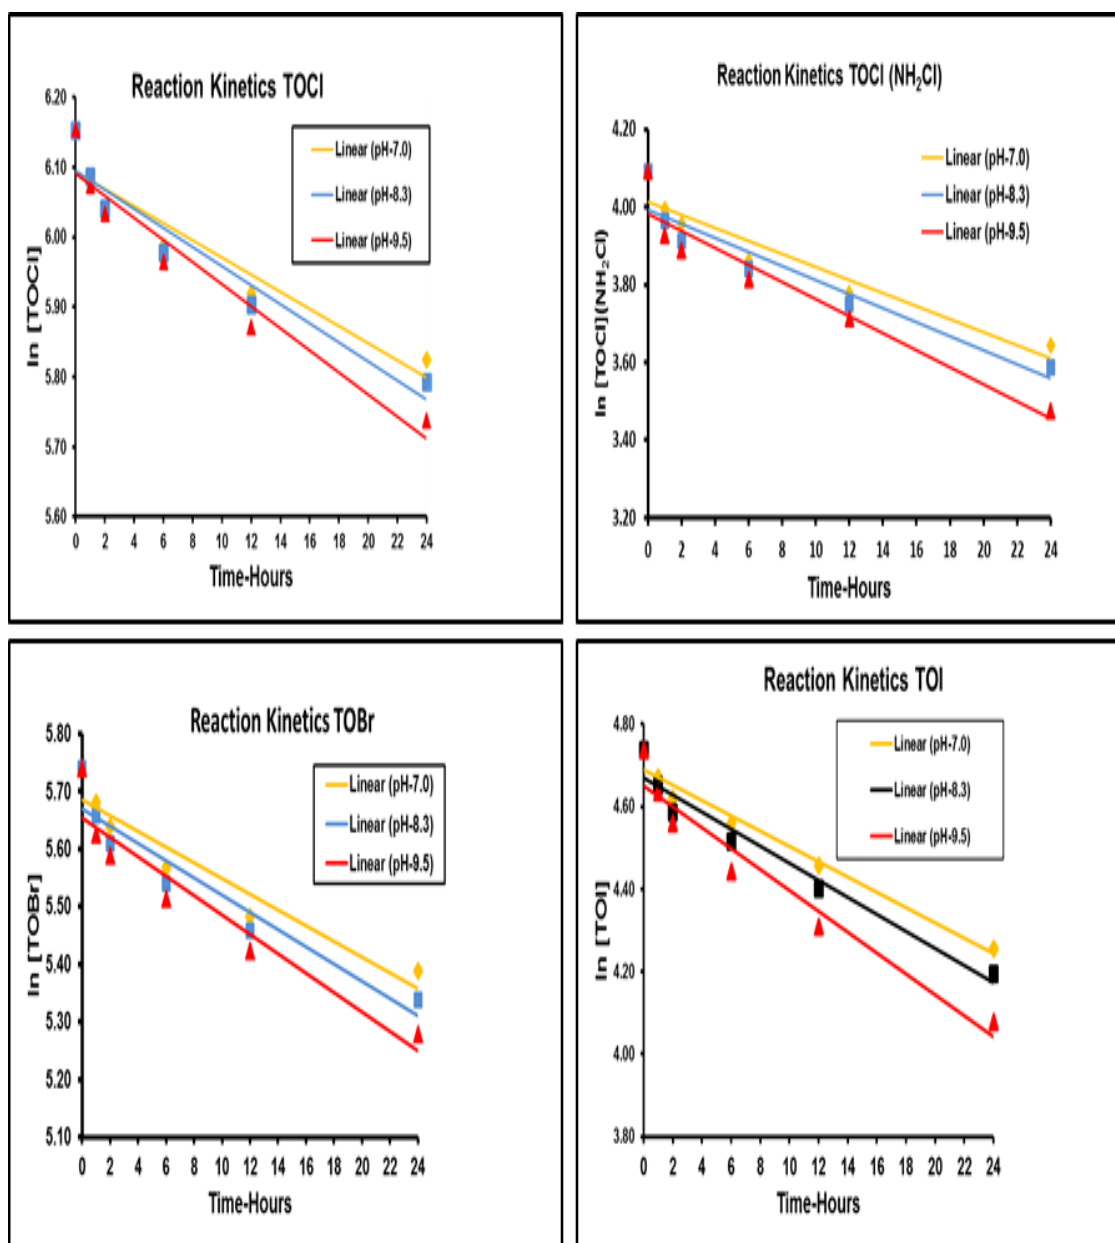 Reaction Kinetics TOCl
6.20
6.10
6.00
5.90
5.80
5.70
5.60
ln [TOCl]
Linear (pH-7.0)
Linear (pH-8.3)
Linear (pH-9.5)
0 2 4 6 8 10 12 14 16 18 20 22 24
Time-Hours
Reaction Kinetics TOCl (NH₂Cl)
4.20
4.00
3.80
3.60
3.40
3.20
ln [TOCl](NH₂Cl)
Linear (pH-7.0)
Linear (pH-8.3)
Linear (pH-9.5)
0 2 4 6 8 10 12 14 16 18 20 22 24
Time-Hours
Reaction Kinetics TOBr
5.80
5.70
5.60
5.50
5.40
5.30
5.20
5.10
ln [TOBr]
Linear (pH-7.0)
Linear (pH-8.3)
Linear (pH-9.5)
0 2 4 6 8 10 12 14 16 18 20 22 24
Time-Hours
Reaction Kinetics TOI
4.80
4.60
4.40
4.20
4.00
3.80
ln [TOI]
Linear (pH-7.0)
Linear (pH-8.3)
Linear (pH-9.5)
0 2 4 6 8 10 12 14 16 18 20 22 24
Time-Hours